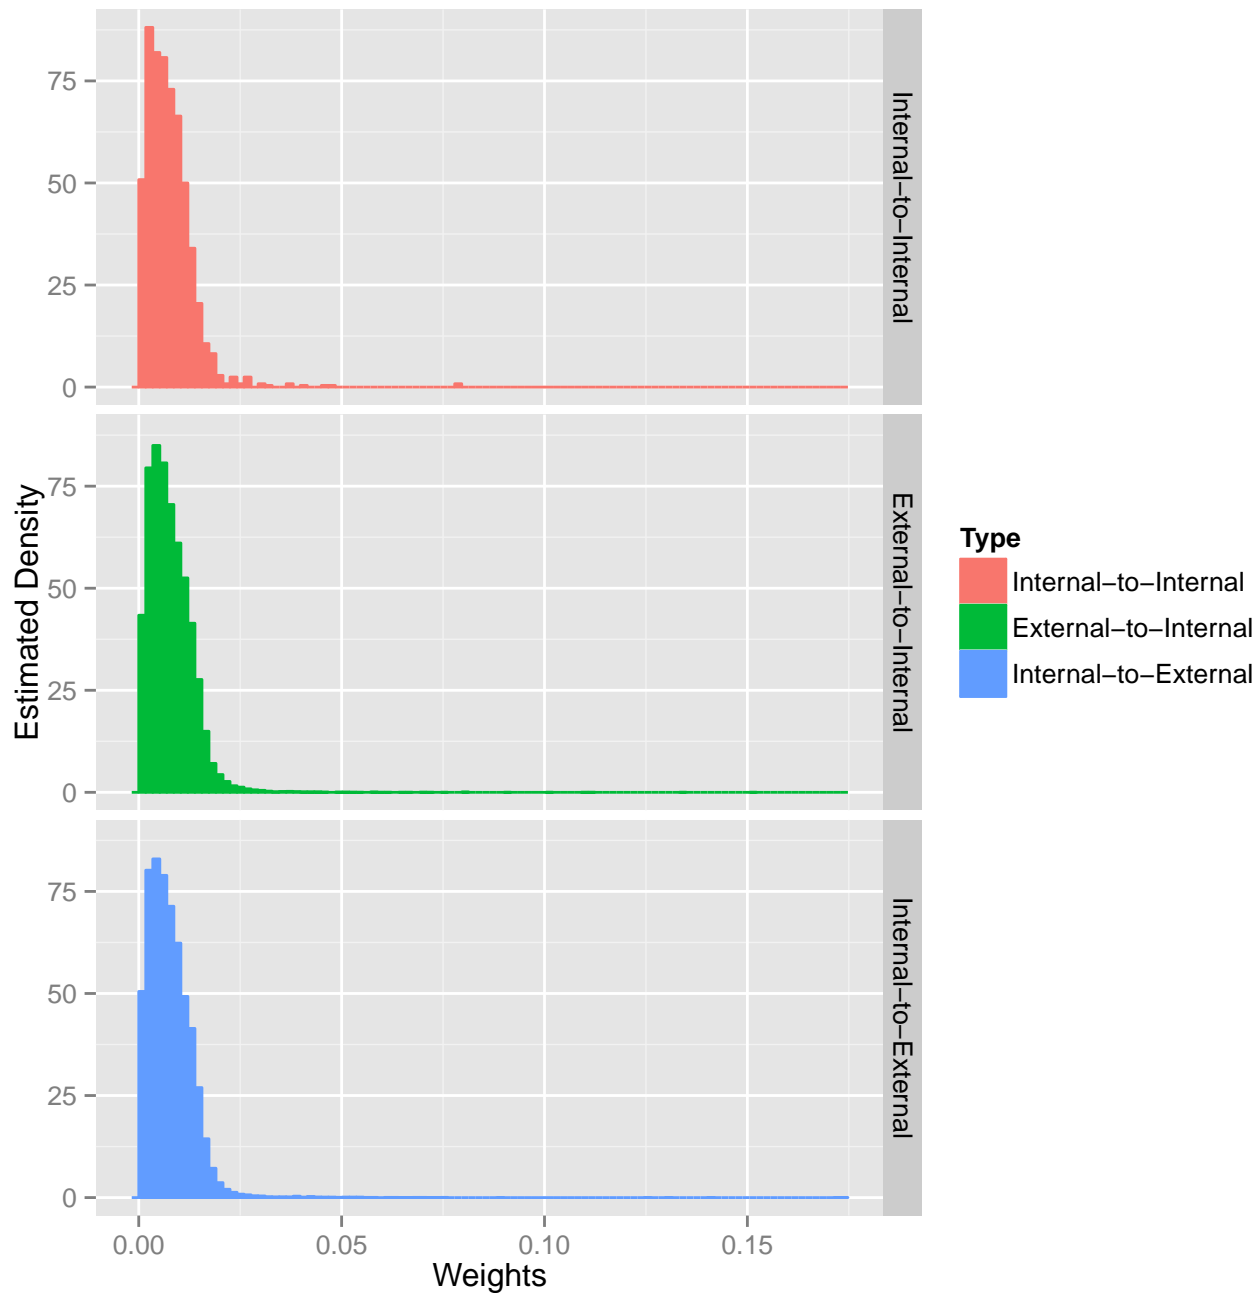 75
50
25
0
Internal−to−Internal
75
50
25
0
External−to−Internal
75
50
25
0
Internal−to−External
0.00 0.05 0.10 0.15
Weights
Estimated Density
Type
Internal−to−Internal
External−to−Internal
Internal−to−External